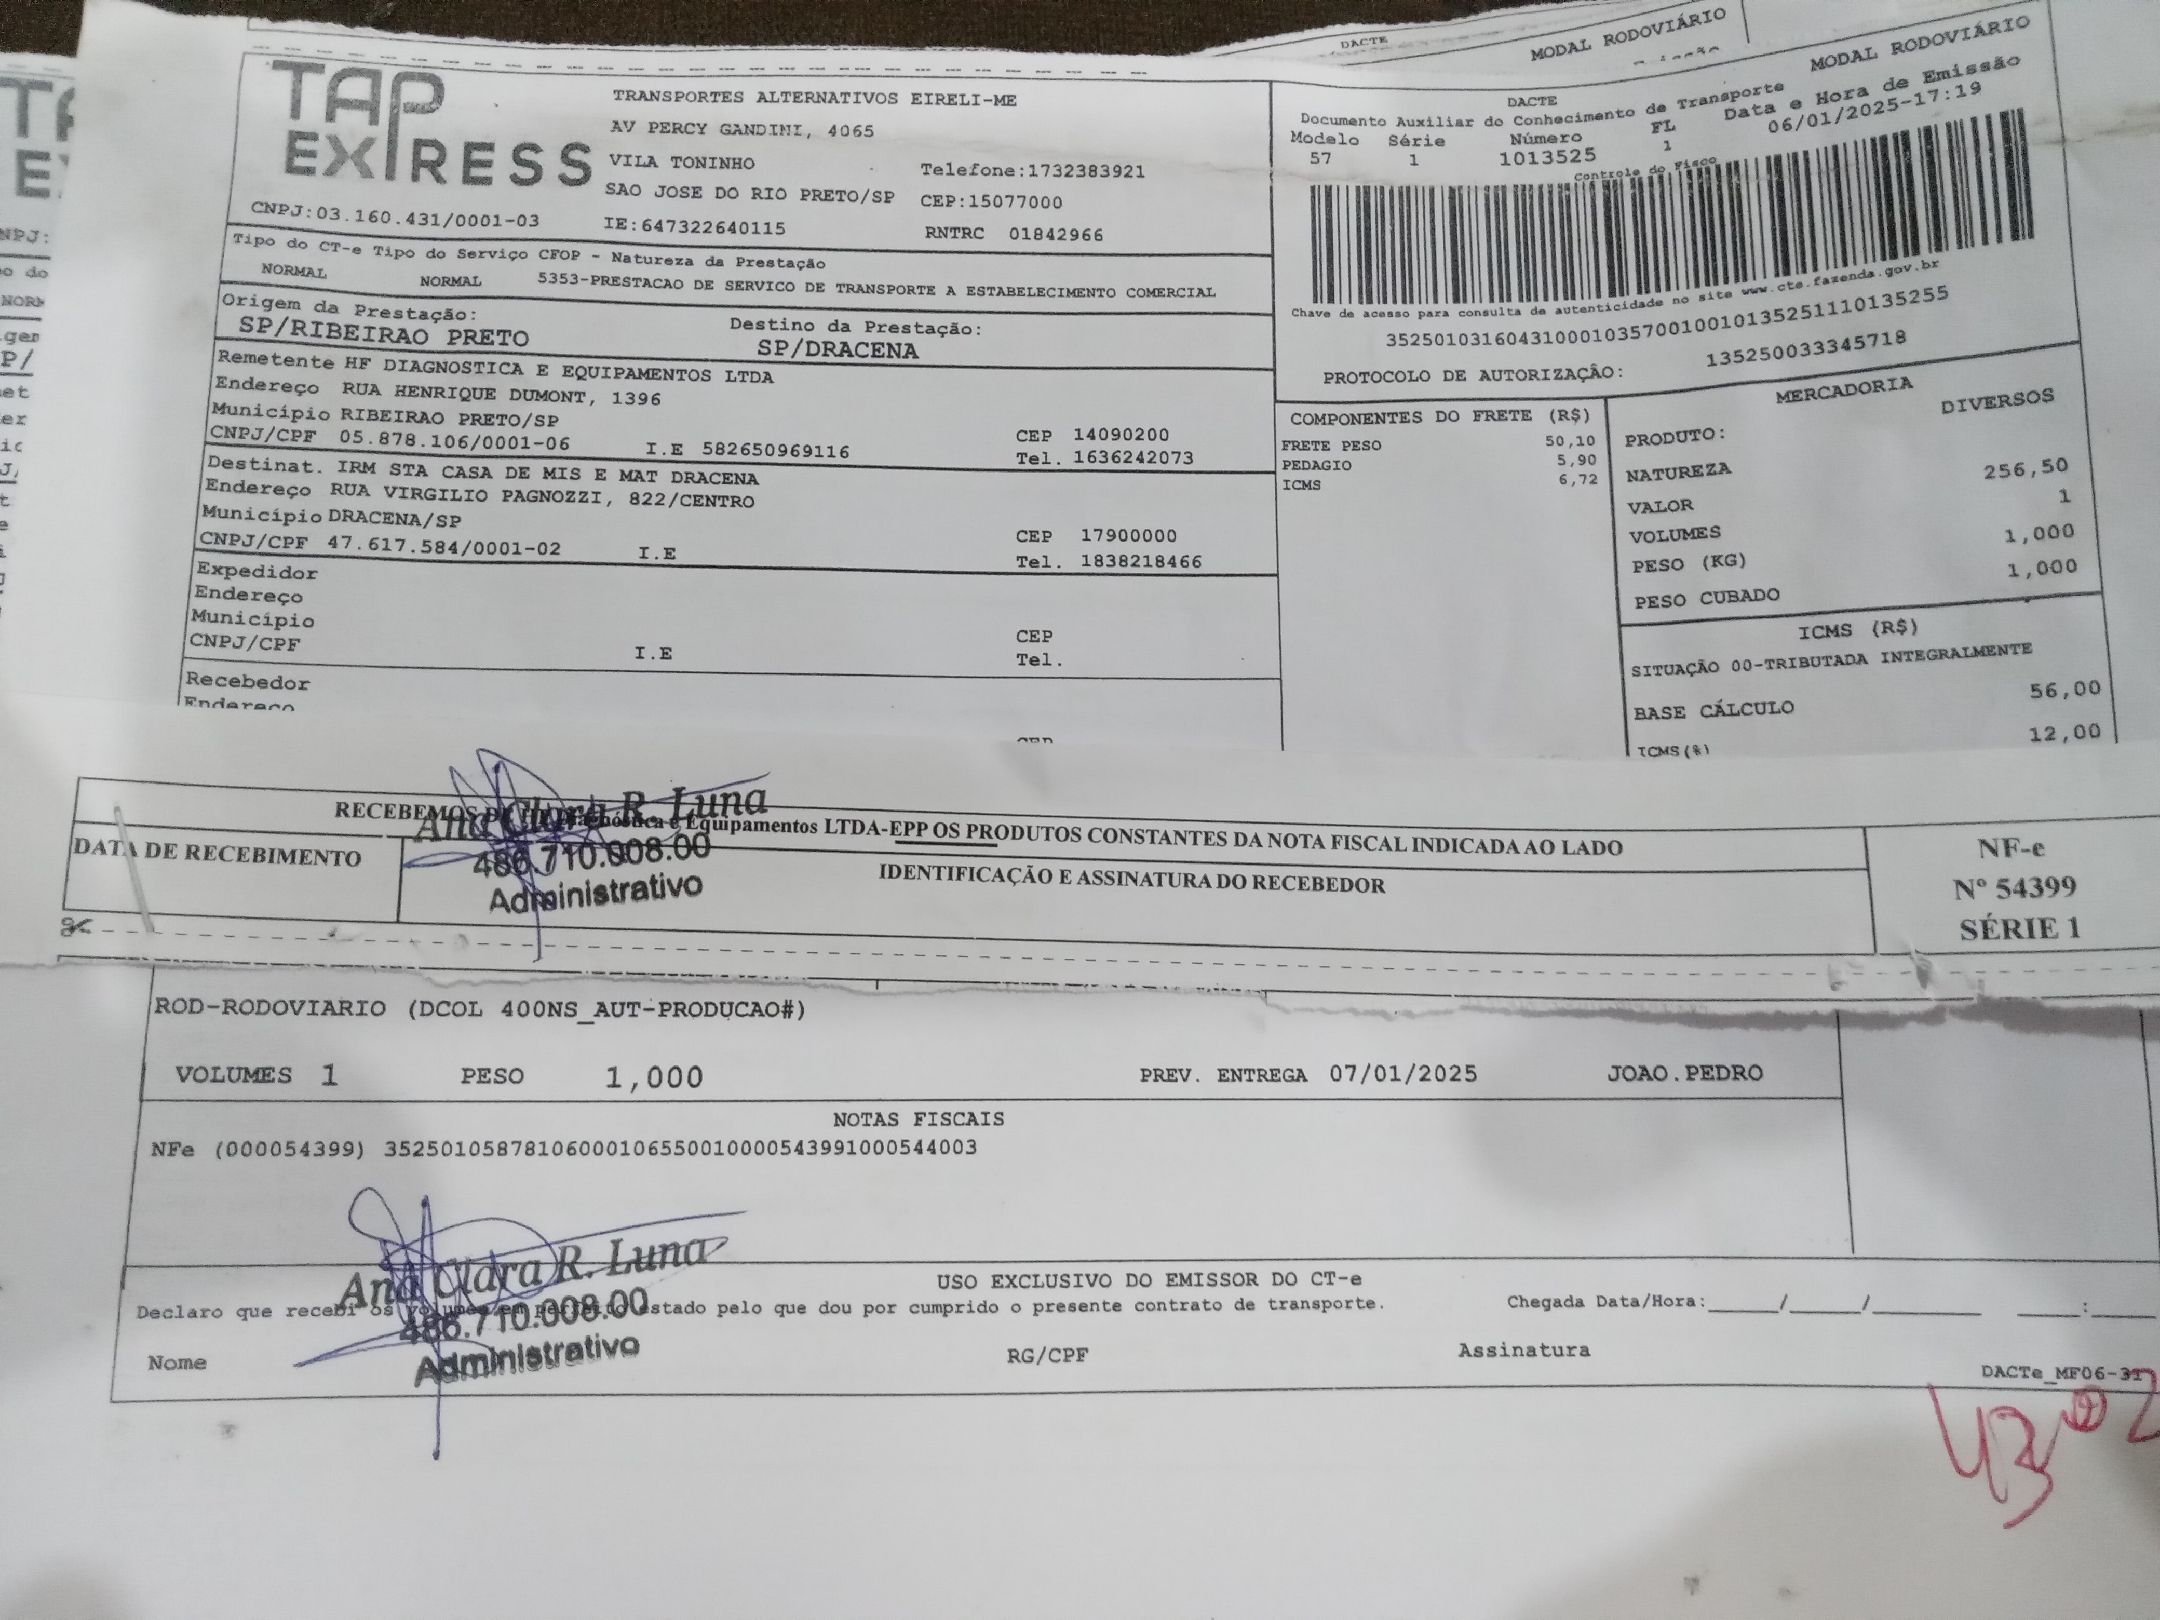 DACTE
MODAL RODOVIÁRIO
TAP
EXPRESS
TRANSPORTES ALTERNATIVOS EIRELI-ME
AV PERCY GANDINI, 4065
VILA TONINHO
Telefone:1732383921
SAO JOSE DO RIO PRETO/SP CEP:15077000
CNPJ:03.160.431/0001-03 IE:647322640115 RNTRC 01842966
DACTE MODAL RODOVIÁRIO
Documento Auxiliar do Conhecimento de Transporte
Modelo Série Número FL Data e Hora de Emissão
57 1 1013525 1 06/01/2025-17:19
Controle do Fisco
Chave de acesso para consulta de autenticidade no site www.cte.fazenda.gov.br
35250103160431000103570010010135251110135255
PROTOCOLO DE AUTORIZAÇÃO: 135250033345718
Tipo do CT-e Tipo do Serviço CFOP - Natureza da Prestação
NORMAL NORMAL 5353-PRESTACAO DE SERVICO DE TRANSPORTE A ESTABELECIMENTO COMERCIAL
Origem da Prestação: Destino da Prestação:
SP/RIBEIRAO PRETO SP/DRACENA
Remetente HF DIAGNOSTICA E EQUIPAMENTOS LTDA
Endereço RUA HENRIQUE DUMONT, 1396
Município RIBEIRAO PRETO/SP CEP 14090200
CNPJ/CPF 05.878.106/0001-06 I.E 582650969116 Tel. 1636242073
Destinat. IRM STA CASA DE MIS E MAT DRACENA
Endereço RUA VIRGILIO PAGNOZZI, 822/CENTRO
Município DRACENA/SP CEP 17900000
CNPJ/CPF 47.617.584/0001-02 I.E Tel. 1838218466
Expedidor
Endereço
Município CEP
CNPJ/CPF I.E Tel.
Recebedor
Endereço
CEP
COMPONENTES DO FRETE (R$)
FRETE PESO 50,10
PEDAGIO 5,90
ICMS 6,72
MERCADORIA
PRODUTO: DIVERSOS
NATUREZA
VALOR 256,50
VOLUMES 1
PESO (KG) 1,000
PESO CUBADO 1,000
ICMS (R$)
SITUAÇÃO 00-TRIBUTADA INTEGRALMENTE
BASE CÁLCULO 56,00
ICMS(%) 12,00
RECEBEMOS DE Diagnóstica e Equipamentos LTDA-EPP OS PRODUTOS CONSTANTES DA NOTA FISCAL INDICADA AO LADO
DATA DE RECEBIMENTO IDENTIFICAÇÃO E ASSINATURA DO RECEBEDOR
Ana Clara R. Luna
486.710.008.00
Administrativo
NF-e
Nº 54399
SÉRIE 1
ROD-RODOVIARIO (DCOL 400NS_AUT-PRODUCAO#)
VOLUMES 1 PESO 1,000 PREV. ENTREGA 07/01/2025 JOAO.PEDRO
NOTAS FISCAIS
NFe (000054399) 35250105878106000106550010000543991000544003
USO EXCLUSIVO DO EMISSOR DO CT-e
Declaro que recebi os volumes em perfeito estado pelo que dou por cumprido o presente contrato de transporte. Chegada Data/Hora:____/____/______ ___:____
Ana Clara R. Luna
486.710.008.00
Administrativo
Nome RG/CPF Assinatura
DACTe_MF06-31